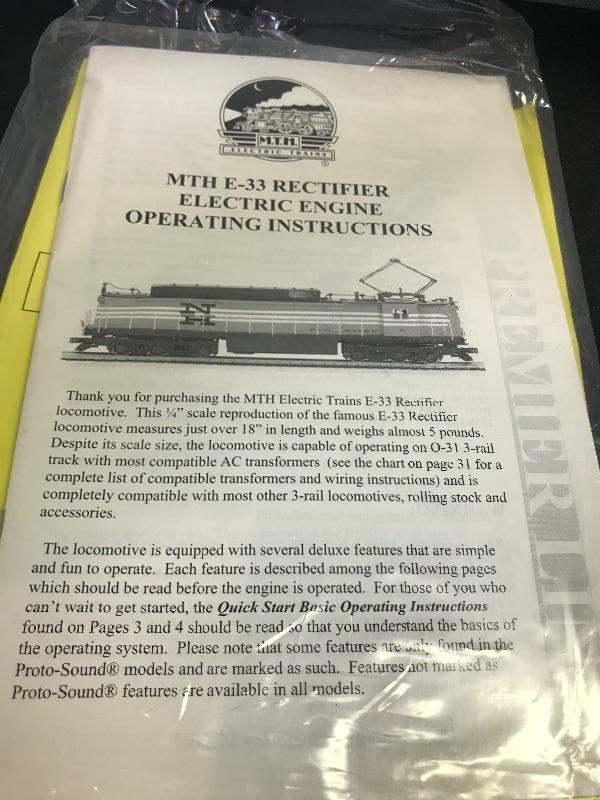 M.T.H.
ELECTRIC TRAINS
®
MTH E-33 RECTIFIER
ELECTRIC ENGINE
OPERATING INSTRUCTIONS
NH
Thank you for purchasing the MTH Electric Trains E-33 Rectifier
locomotive. This ¼” scale reproduction of the famous E-33 Rectifier
locomotive measures just over 18” in length and weighs almost 5 pounds.
Despite its scale size, the locomotive is capable of operating on O-31 3-rail
track with most compatible AC transformers (see the chart on page 31 for a
complete list of compatible transformers and wiring instructions) and is
completely compatible with most other 3-rail locomotives, rolling stock and
accessories.
The locomotive is equipped with several deluxe features that are simple
and fun to operate. Each feature is described among the following pages
which should be read before the engine is operated. For those of you who
can’t wait to get started, the Quick Start Basic Operating Instructions
found on Pages 3 and 4 should be read so that you understand the basics of
the operating system. Please note that some features are only found in the
Proto-Sound® models and are marked as such. Features not marked as
Proto-Sound® features are available in all models.
PREMIER